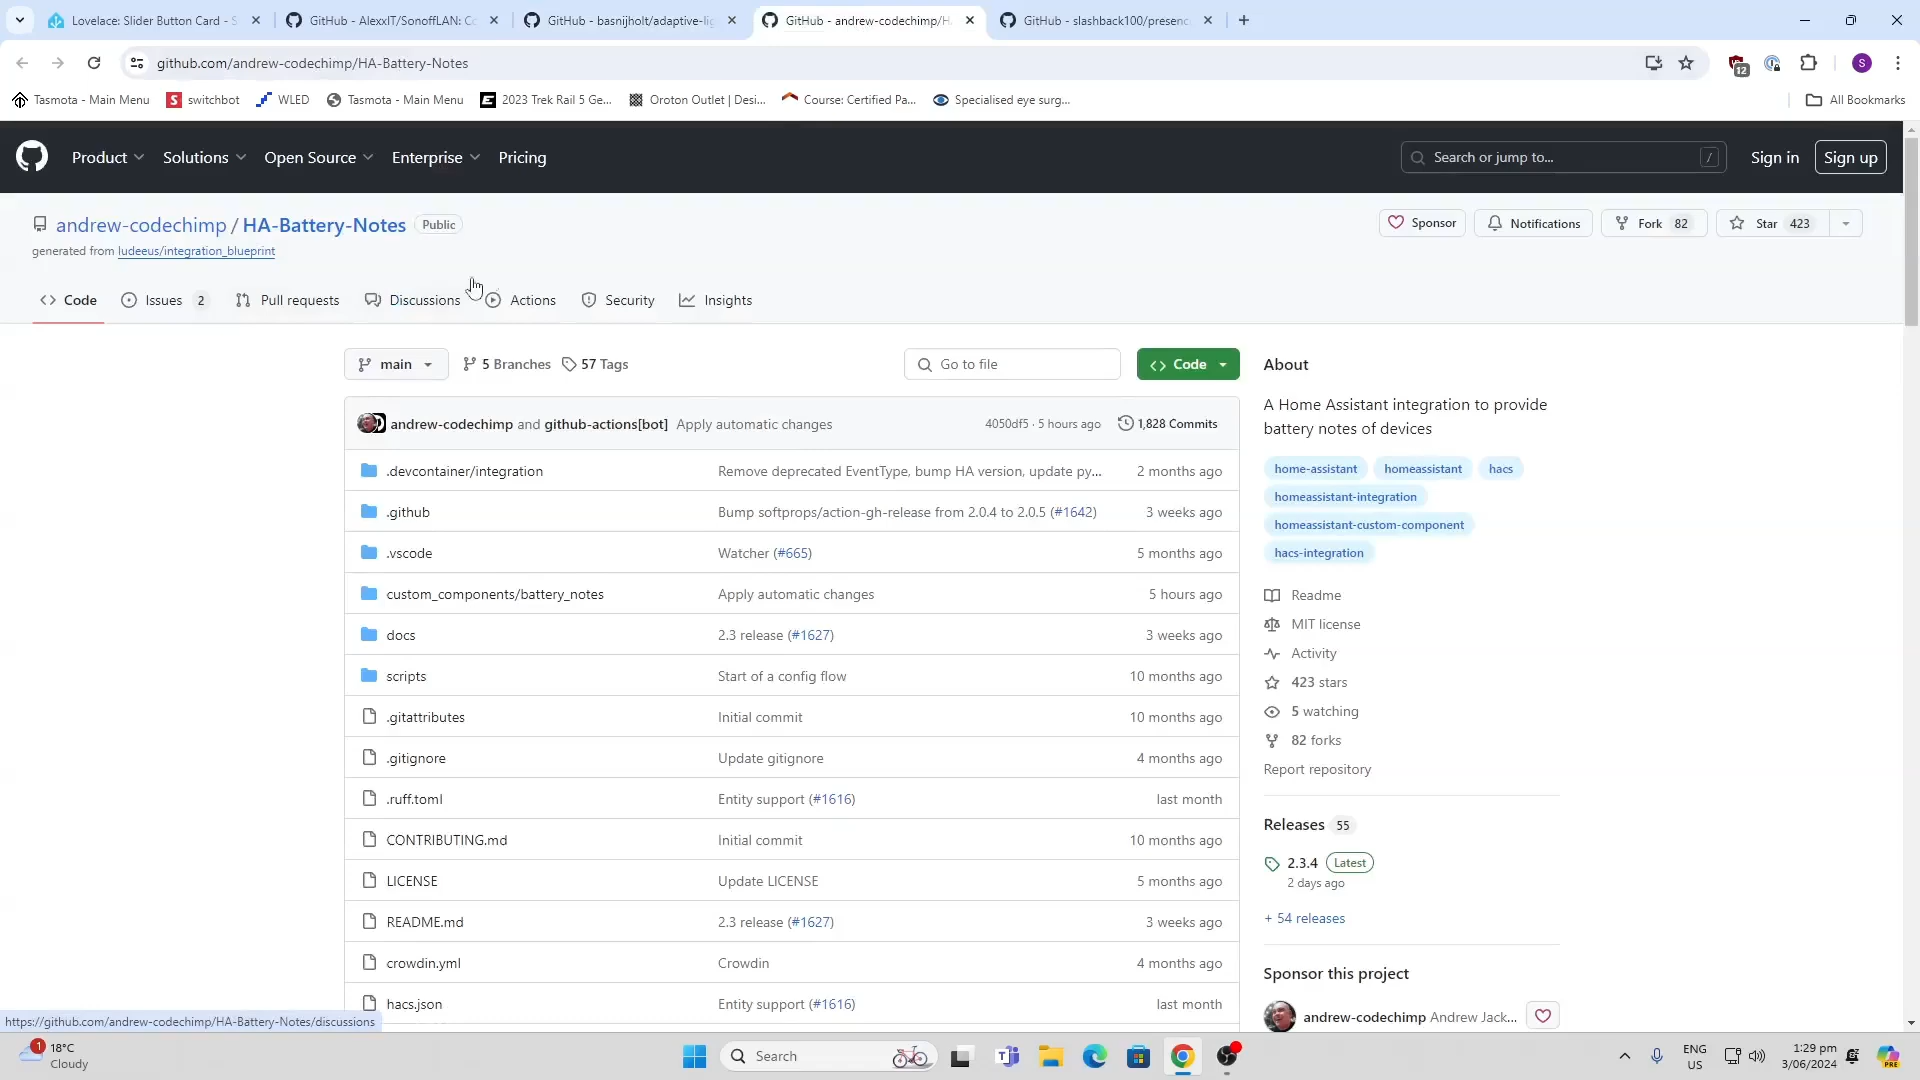 Lovelace: Slider Button Card - S
GitHub - AlexxIT/SonoffLAN: Co
GitHub - basnijholt/adaptive-lig
GitHub - andrew-codechimp/HA
GitHub - slashback100/presenc
github.com/andrew-codechimp/HA-Battery-Notes
12
S
Tasmota - Main Menu
switchbot
WLED
Tasmota - Main Menu
2023 Trek Rail 5 Ge...
Oroton Outlet | Desi...
Course: Certified Pa...
Specialised eye surg...
All Bookmarks
Product
Solutions
Open Source
Enterprise
Pricing
Search or jump to...
/
Sign in
Sign up
andrew-codechimp / HA-Battery-Notes
Public
generated from ludeeus/integration_blueprint
Sponsor
Notifications
Fork 82
Star 423
Code
Issues 2
Pull requests
Discussions
Actions
Security
Insights
main
5 Branches
57 Tags
Go to file
Code
andrew-codechimp and github-actions[bot] Apply automatic changes
4050df5 · 5 hours ago
1,828 Commits
.devcontainer/integration
Remove deprecated EventType, bump HA version, update py...
2 months ago
.github
Bump softprops/action-gh-release from 2.0.4 to 2.0.5 (#1642)
3 weeks ago
.vscode
Watcher (#665)
5 months ago
custom_components/battery_notes
Apply automatic changes
5 hours ago
docs
2.3 release (#1627)
3 weeks ago
scripts
Start of a config flow
10 months ago
.gitattributes
Initial commit
10 months ago
.gitignore
Update gitignore
4 months ago
.ruff.toml
Entity support (#1616)
last month
CONTRIBUTING.md
Initial commit
10 months ago
LICENSE
Update LICENSE
5 months ago
README.md
2.3 release (#1627)
3 weeks ago
crowdin.yml
Crowdin
4 months ago
hacs.json
Entity support (#1616)
last month
About
A Home Assistant integration to provide
battery notes of devices
home-assistant
homeassistant
hacs
homeassistant-integration
homeassistant-custom-component
hacs-integration
Readme
MIT license
Activity
423 stars
5 watching
82 forks
Report repository
Releases 55
2.3.4 Latest
2 days ago
+ 54 releases
Sponsor this project
andrew-codechimp Andrew Jack...
https://github.com/andrew-codechimp/HA-Battery-Notes/discussions
1
18°C
Cloudy
Search
ENG
US
1:29 pm
3/06/2024
PRE